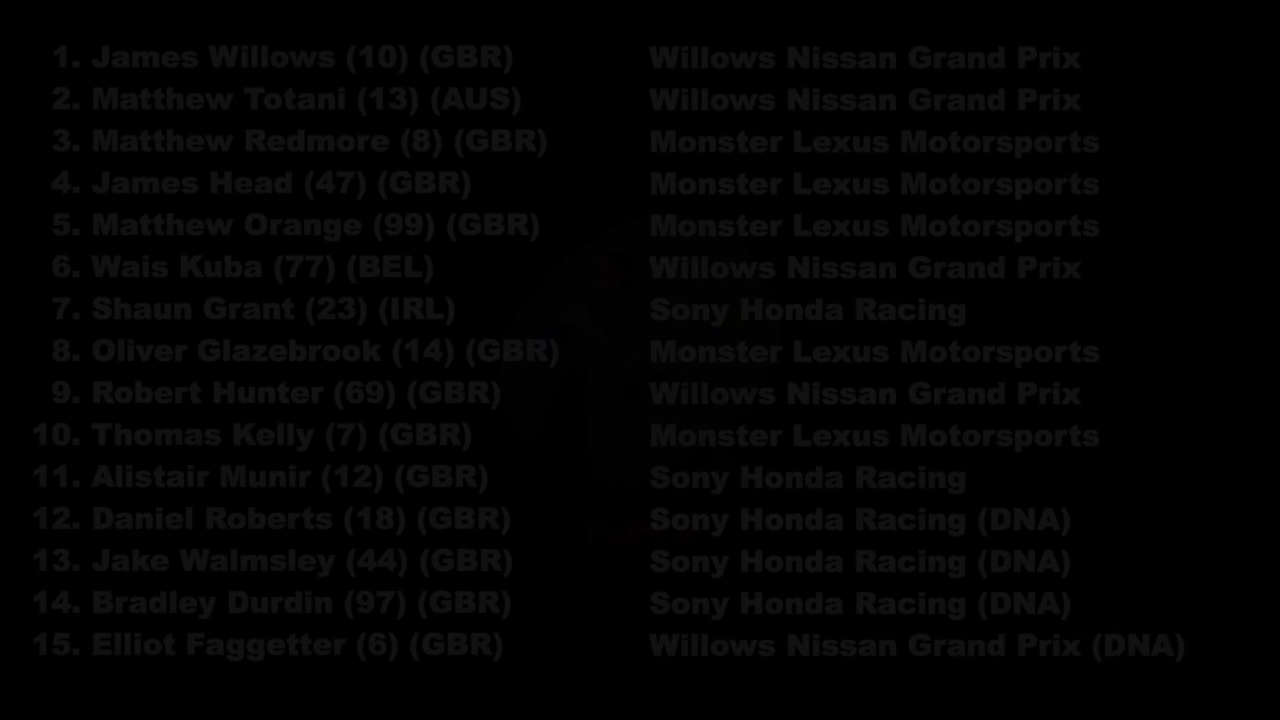 1. James Willows (10) (GBR) Willows Nissan Grand Prix
2. Matthew Totani (13) (AUS) Willows Nissan Grand Prix
3. Matthew Redmore (8) (GBR) Monster Lexus Motorsports
4. James Head (47) (GBR) Monster Lexus Motorsports
5. Matthew Orange (99) (GBR) Monster Lexus Motorsports
6. Wais Kuba (77) (BEL) Willows Nissan Grand Prix
7. Shaun Grant (23) (IRL) Sony Honda Racing
8. Oliver Glazebrook (14) (GBR) Monster Lexus Motorsports
9. Robert Hunter (69) (GBR) Willows Nissan Grand Prix
10. Thomas Kelly (7) (GBR) Monster Lexus Motorsports
11. Alistair Munir (12) (GBR) Sony Honda Racing
12. Daniel Roberts (18) (GBR) Sony Honda Racing (DNA)
13. Jake Walmsley (44) (GBR) Sony Honda Racing (DNA)
14. Bradley Durdin (97) (GBR) Sony Honda Racing (DNA)
15. Elliot Faggetter (6) (GBR) Willows Nissan Grand Prix (DNA)